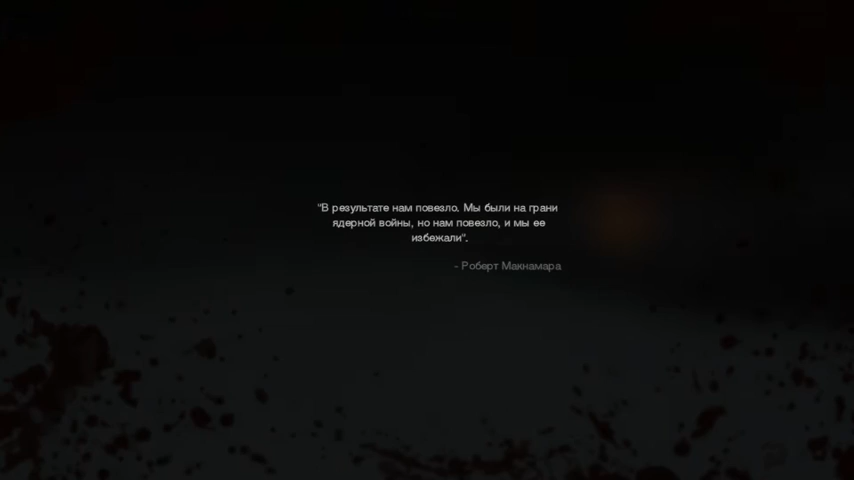 "В результате нам повезло. Мы были на грани
ядерной войны, но нам повезло, и мы ее
избежали".
- Роберт Макнамара